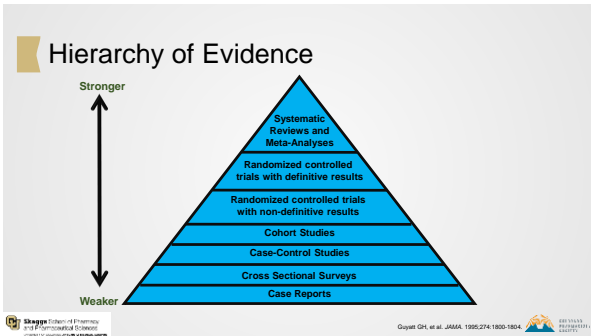 Hierarchy of Evidence
Stronger
Systematic
Reviews and
Meta-Analyses
Randomized controlled
trials with definitive results
Randomized controlled trials
with non-definitive results
Cohort Studies
Case-Control Studies
Cross Sectional Surveys
Case Reports
Weaker
Skaggs School of Pharmacy
and Pharmaceutical Sciences
Guyatt GH, et al. JAMA. 1995;274:1800-1804.